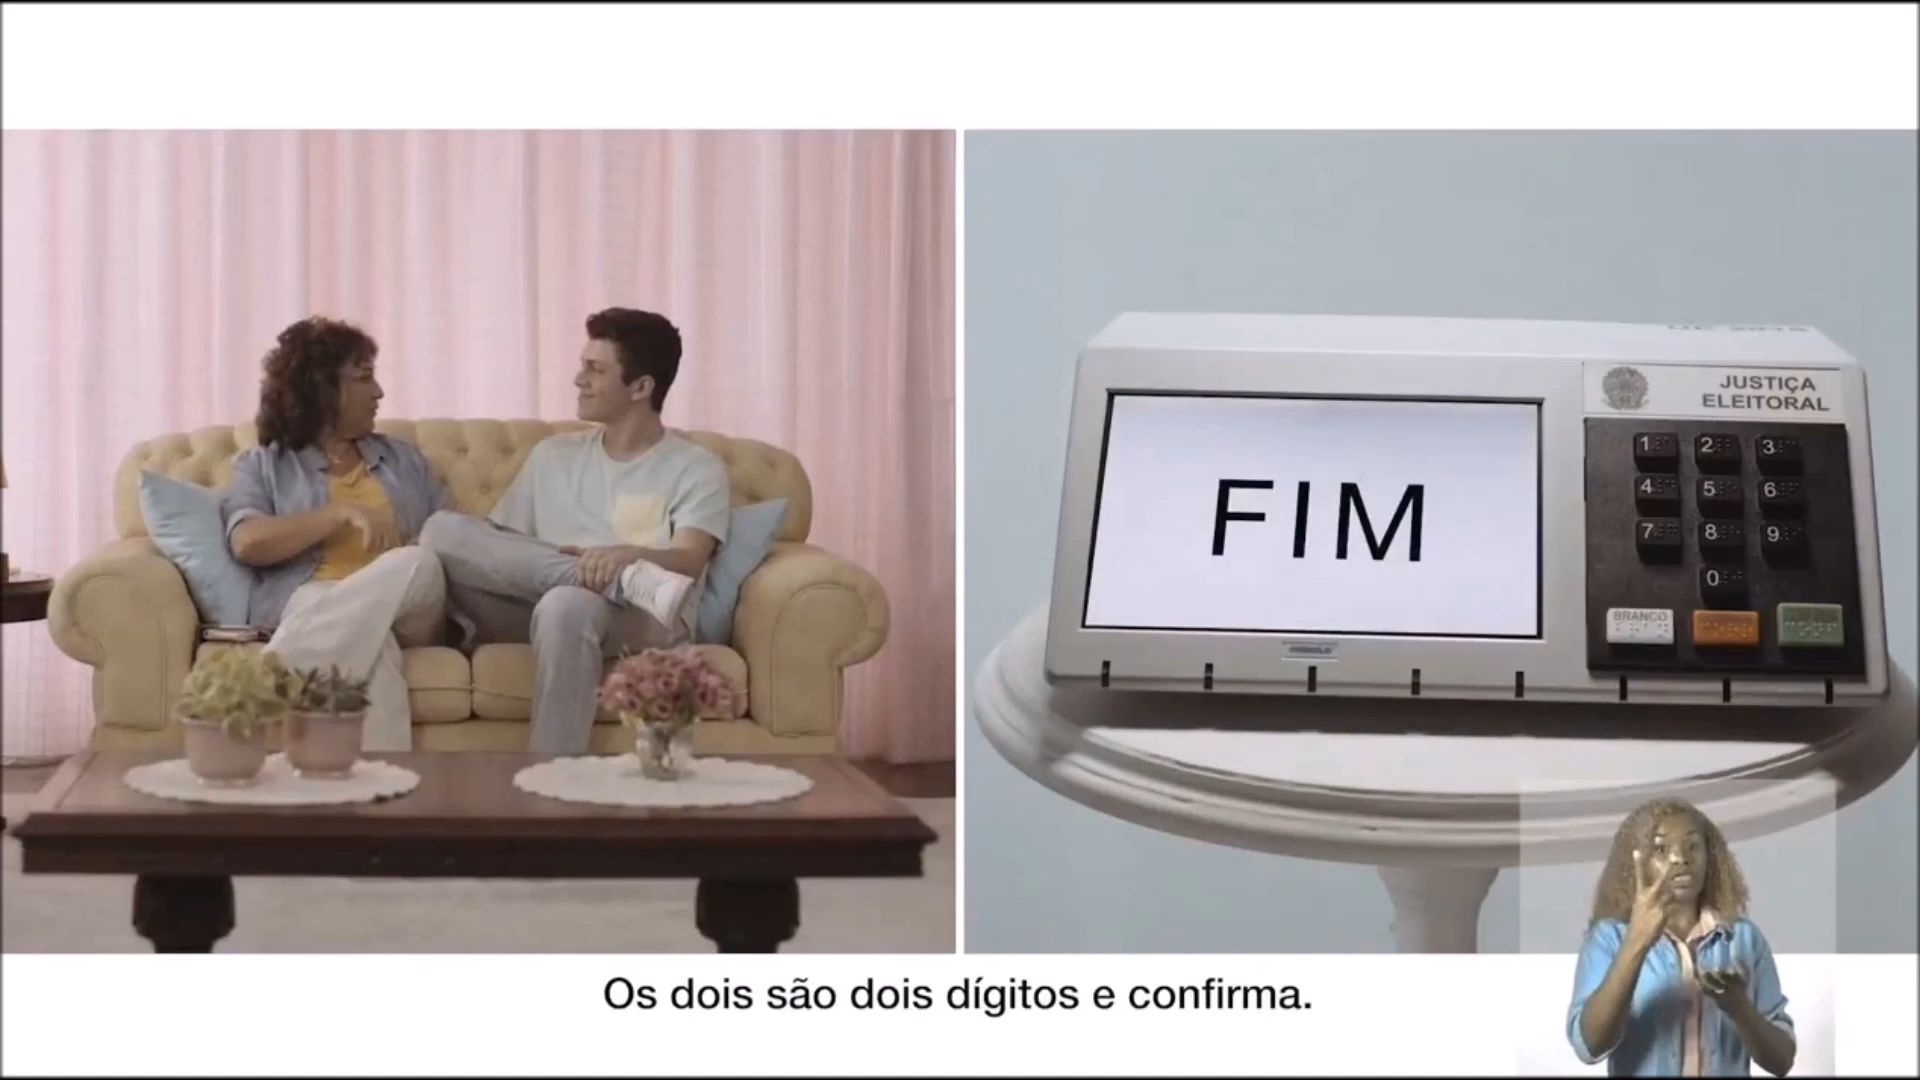 FIM
JUSTIÇA
ELEITORAL
1
2
3
4
5
6
7
8
9
0
BRANCO
Os dois são dois dígitos e confirma.